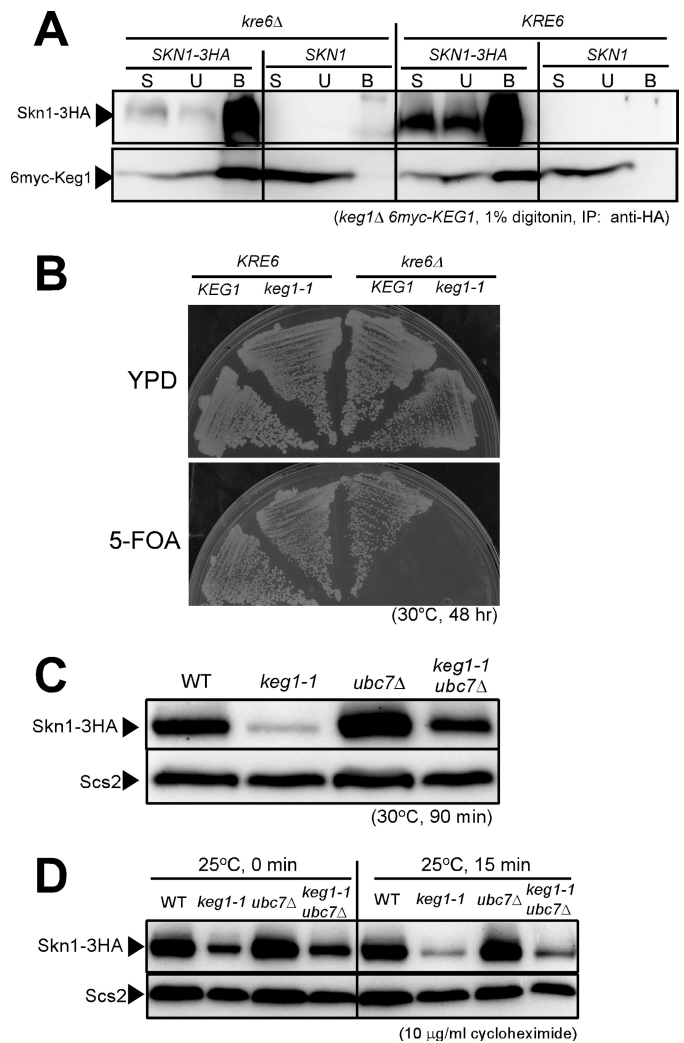 A
kre6Δ KRE6
SKN1-3HA SKN1 SKN1-3HA SKN1
S U B S U B S U B S U B
Skn1-3HA
6myc-Keg1
(keg1Δ 6myc-KEG1, 1% digitonin, IP: anti-HA)
B
KRE6 kre6Δ
KEG1 keg1-1 KEG1 keg1-1
YPD
5-FOA
(30°C, 48 hr)
C
WT keg1-1 ubc7Δ keg1-1
ubc7Δ
Skn1-3HA
Scs2
(30°C, 90 min)
D
25°C, 0 min 25°C, 15 min
WT keg1-1 ubc7Δ keg1-1 ubc7Δ WT keg1-1 ubc7Δ keg1-1 ubc7Δ
Skn1-3HA
Scs2
(10 µg/ml cycloheximide)